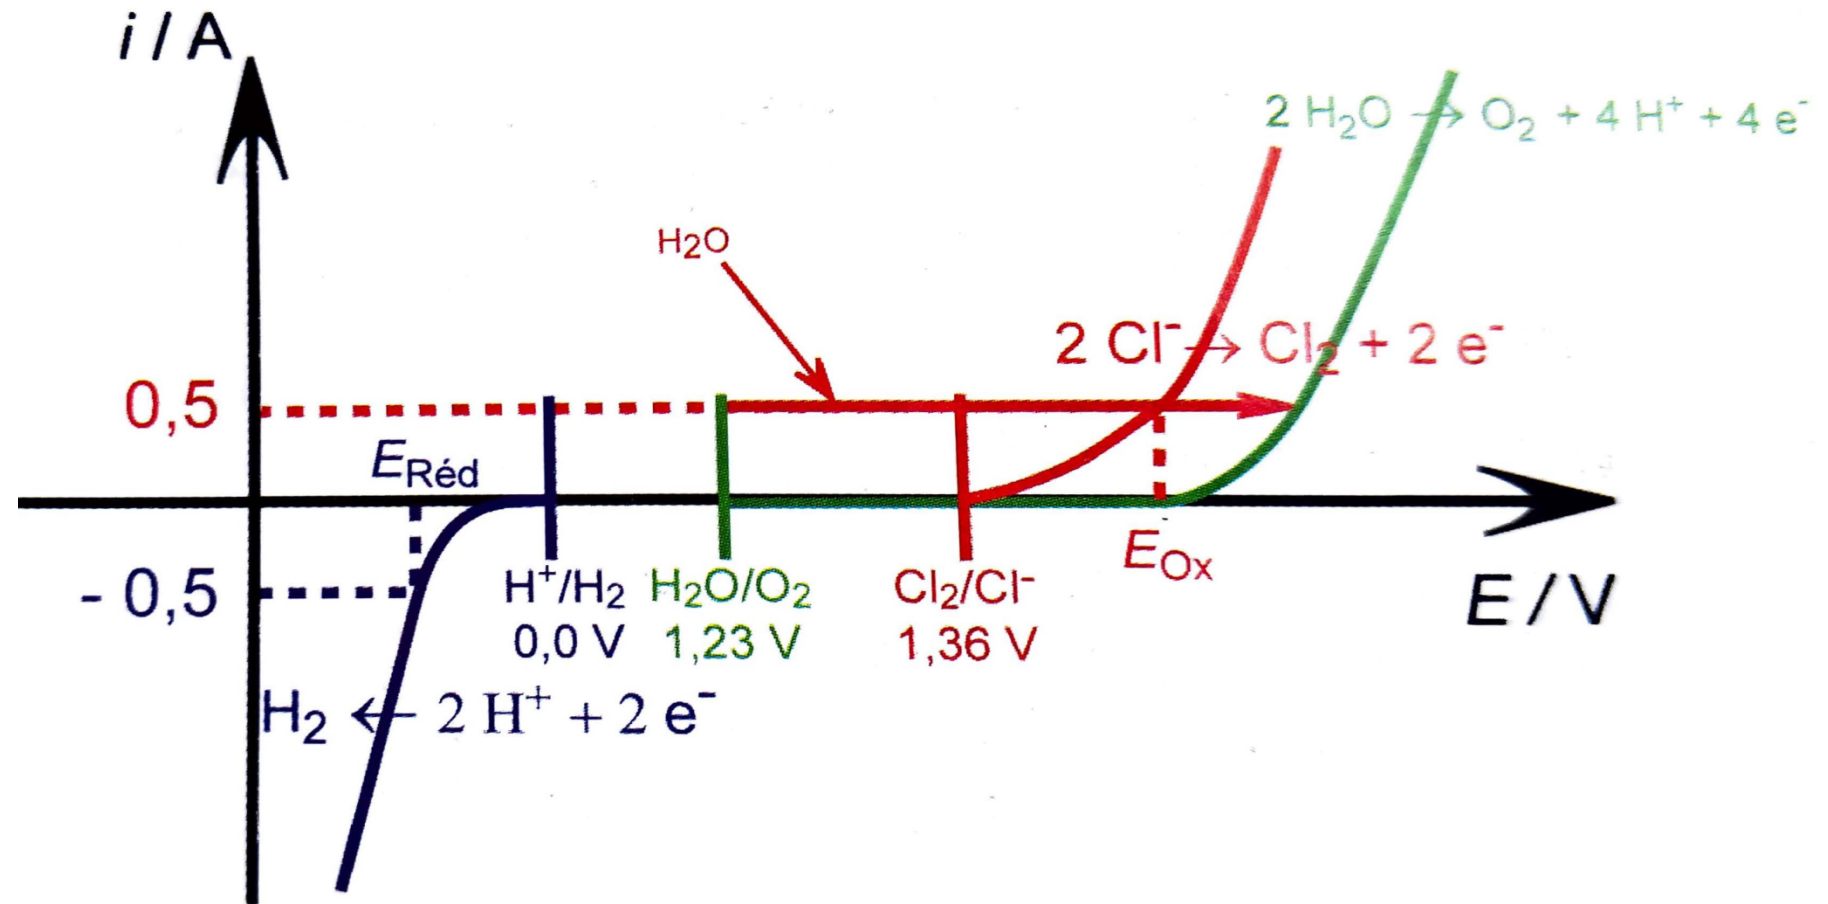 i / A
2 H₂O → O₂ + 4 H⁺ + 4 e⁻
H₂O
2 Cl⁻ → Cl₂ + 2 e⁻
0,5
E_Réd
E_Ox
- 0,5
H⁺/H₂ H₂O/O₂ Cl₂/Cl⁻
0,0 V 1,23 V 1,36 V
E / V
H₂ ← 2 H⁺ + 2 e⁻